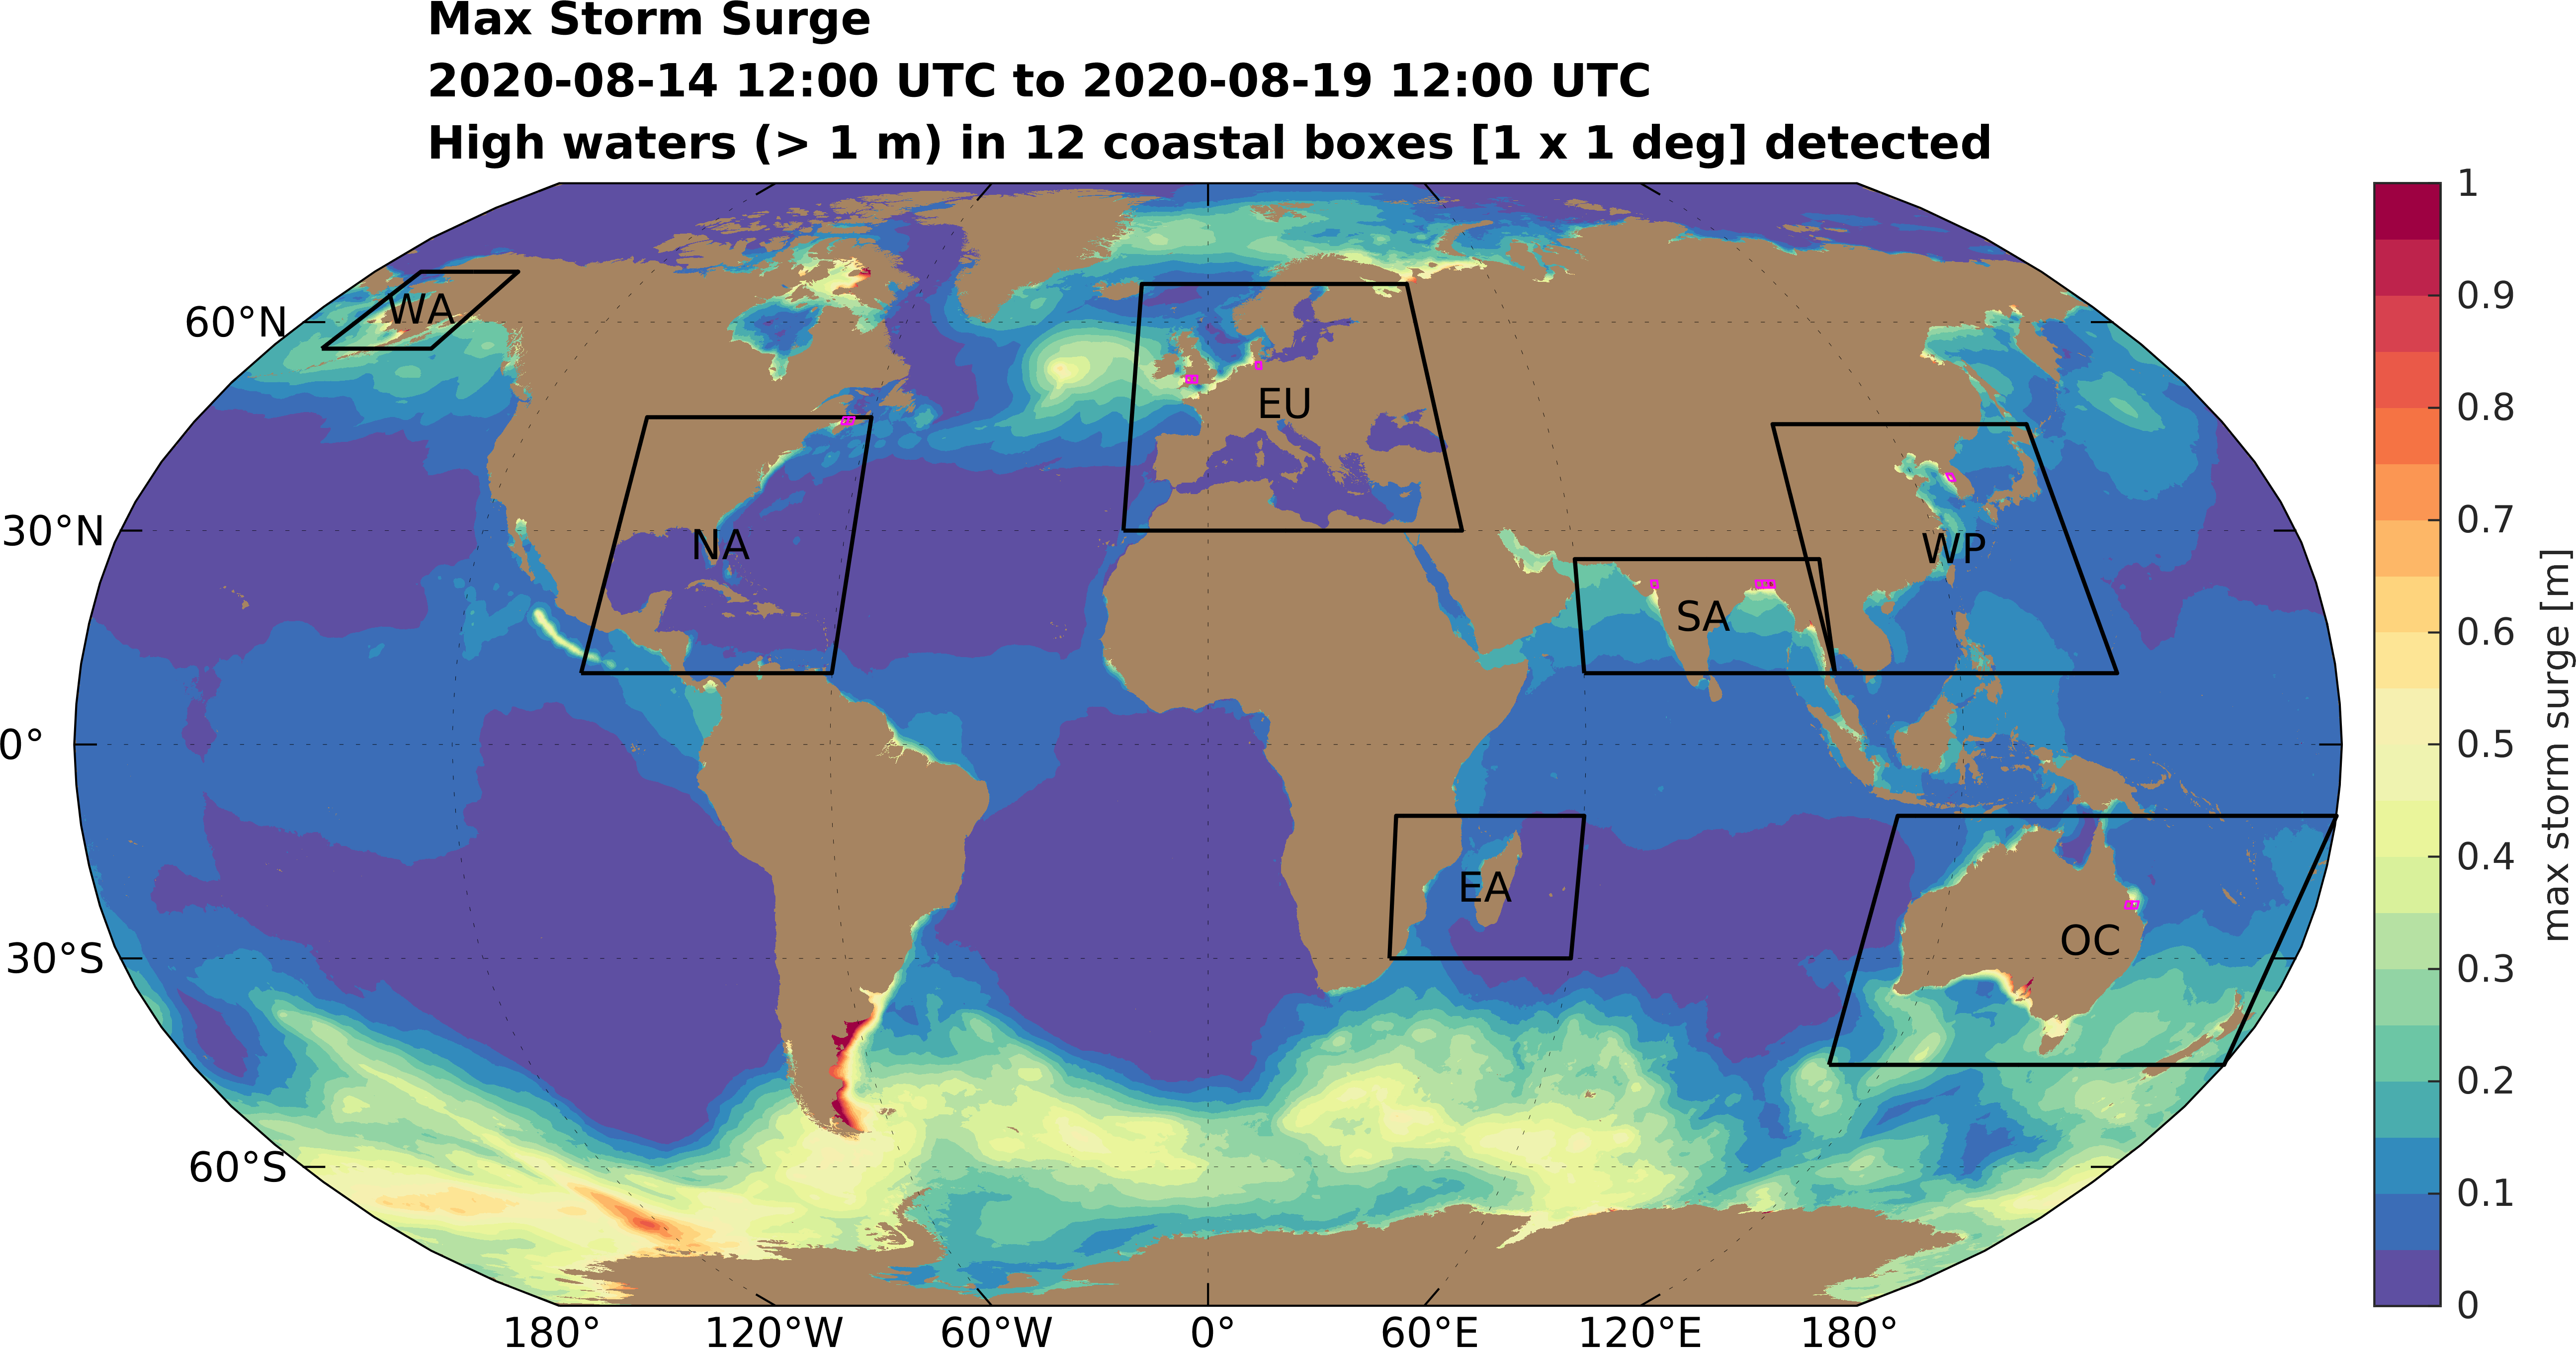 Max Storm Surge
2020-08-14 12:00 UTC to 2020-08-19 12:00 UTC
High waters (> 1 m) in 12 coastal boxes [1 x 1 deg] detected
60°N
30°N
0°
30°S
60°S
WA
NA
EU
SA
WP
EA
OC
180°
120°W
60°W
0°
60°E
120°E
180°
1
0.9
0.8
0.7
0.6
0.5
0.4
0.3
0.2
0.1
0
max storm surge [m]